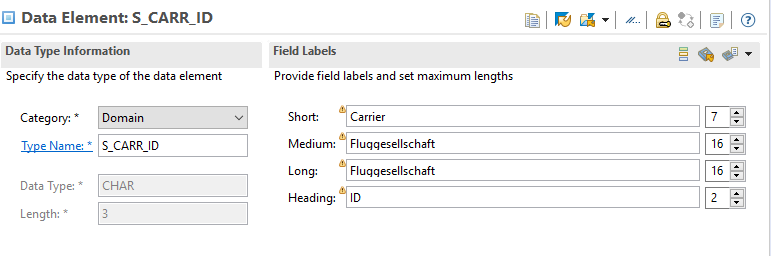 Data Element: S_CARR_ID
Data Type Information
Specify the data type of the data element
Category: * Domain
Type Name: * S_CARR_ID
Data Type: * CHAR
Length: * 3
Field Labels
Provide field labels and set maximum lengths
Short: Carrier 7
Medium: Fluggesellschaft 16
Long: Fluggesellschaft 16
Heading: ID 2